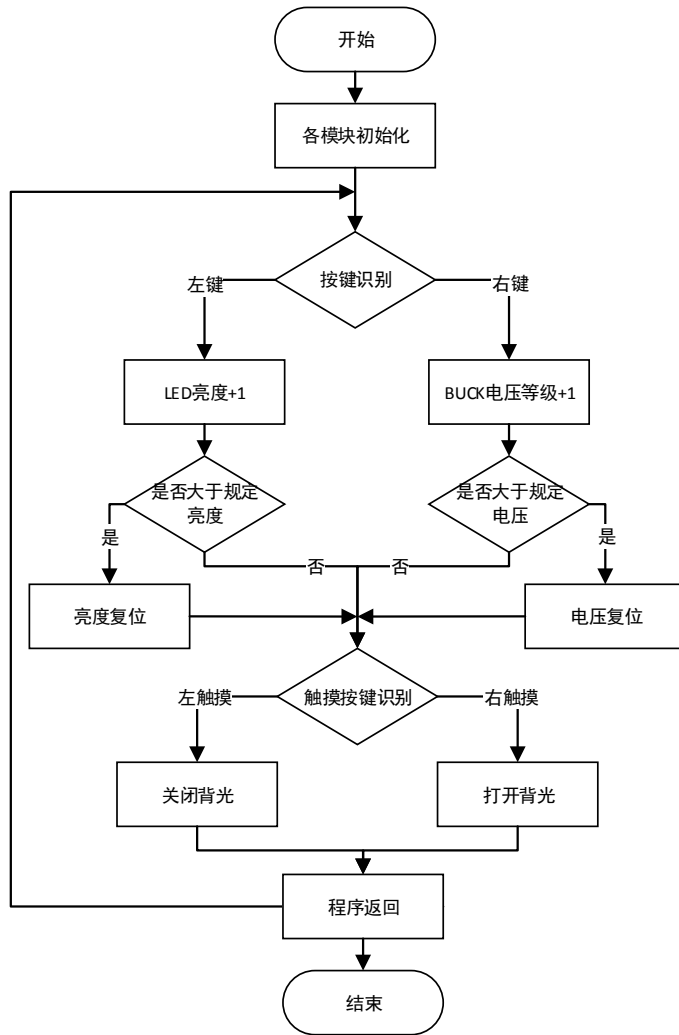 开始
各模块初始化
按键识别
左键
右键
LED亮度+1
BUCK电压等级+1
是否大于规定
亮度
是否大于规定
电压
是
否
否
是
亮度复位
电压复位
触摸按键识别
左触摸
右触摸
关闭背光
打开背光
程序返回
结束